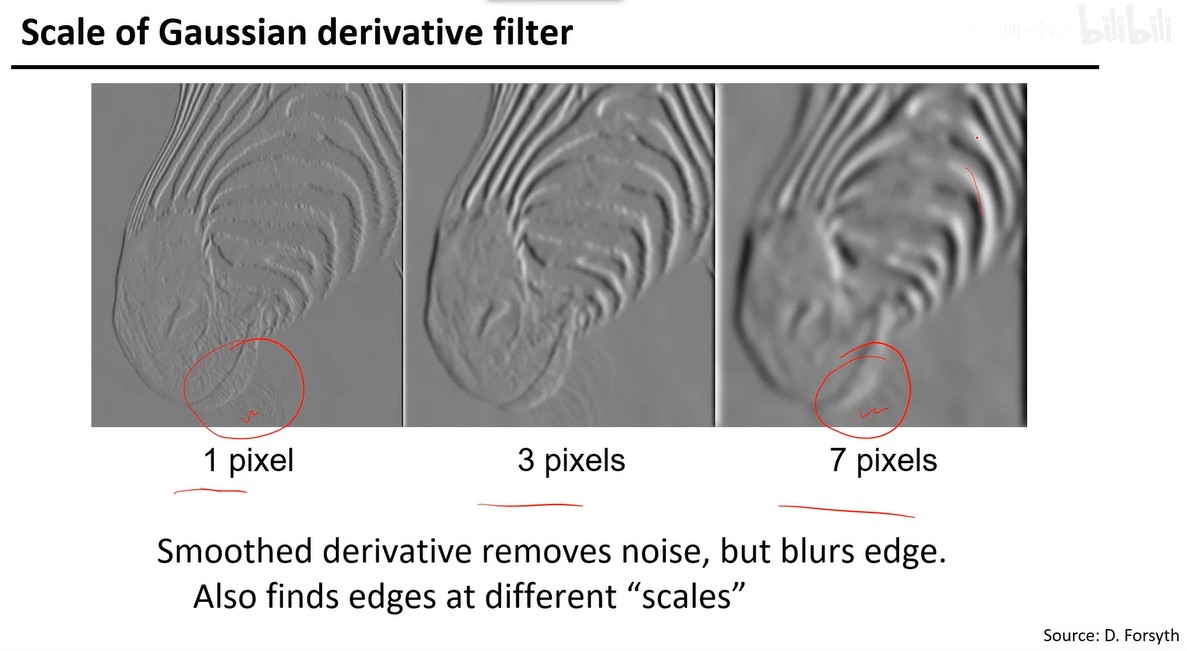 Scale of Gaussian derivative filter
bilibili
1 pixel
3 pixels
7 pixels
Smoothed derivative removes noise, but blurs edge.
Also finds edges at different “scales”
Source: D. Forsyth